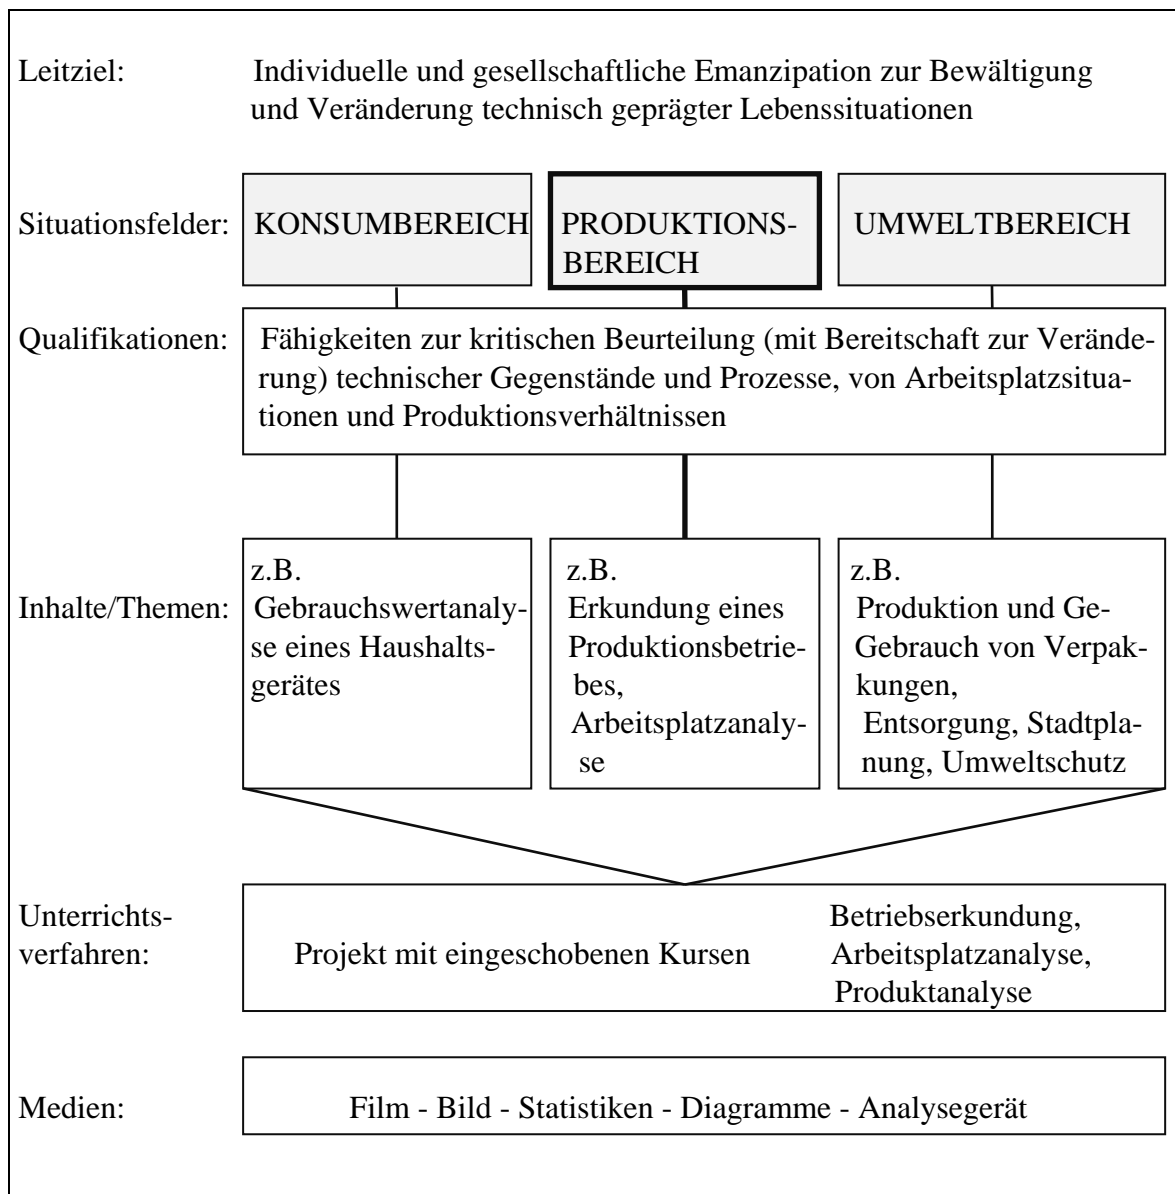 Leitziel: Individuelle und gesellschaftliche Emanzipation zur Bewältigung
und Veränderung technisch geprägter Lebenssituationen
Situationsfelder:
KONSUMBEREICH
PRODUKTIONS-
BEREICH
UMWELTBEREICH
Qualifikationen:
Fähigkeiten zur kritischen Beurteilung (mit Bereitschaft zur Verände-
rung) technischer Gegenstände und Prozesse, von Arbeitsplatzsitua-
tionen und Produktionsverhältnissen
Inhalte/Themen:
z.B.
Gebrauchswertanaly-
se eines Haushalts-
gerätes
z.B.
Erkundung eines
Produktionsbetrie-
bes,
Arbeitsplatzanaly-
se
z.B.
Produktion und Ge-
Gebrauch von Verpak-
kungen,
Entsorgung, Stadtpla-
nung, Umweltschutz
Unterrichts-
verfahren:
Projekt mit eingeschobenen Kursen
Betriebserkundung,
Arbeitsplatzanalyse,
Produktanalyse
Medien:
Film - Bild - Statistiken - Diagramme - Analysegerät